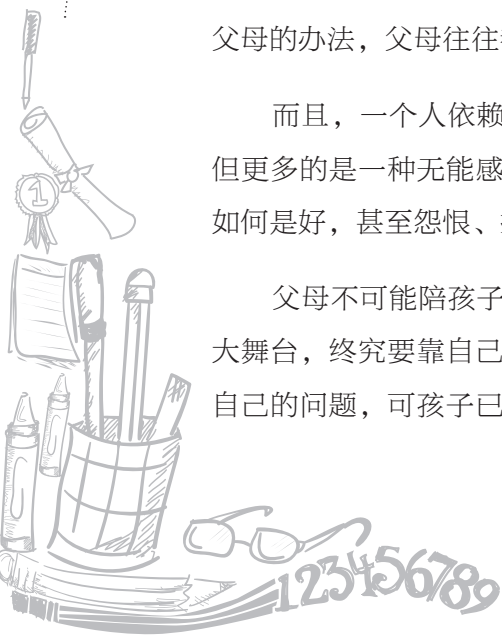 父母的办法，父母往往
而且，一个人依赖
但更多的是一种无能感
如何是好，甚至怨恨、
父母不可能陪孩子
大舞台，终究要靠自己
自己的问题，可孩子已
1
123456789